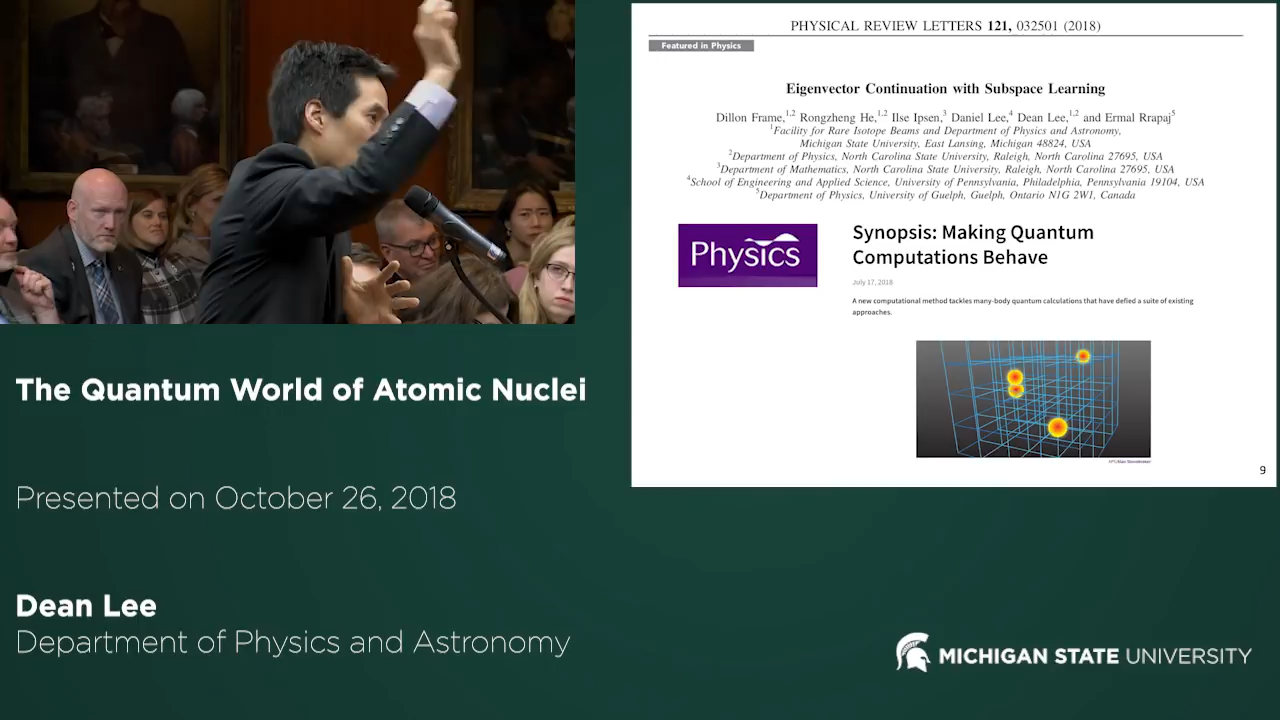 PHYSICAL REVIEW LETTERS 121, 032501 (2018)
Featured in Physics
Eigenvector Continuation with Subspace Learning
Dillon Frame,1,2 Rongzheng He,1,2 Ilse Ipsen,3 Daniel Lee,4 Dean Lee,1,2 and Ermal Rrapaj5
1Facility for Rare Isotope Beams and Department of Physics and Astronomy,
Michigan State University, East Lansing, Michigan 48824, USA
2Department of Physics, North Carolina State University, Raleigh, North Carolina 27695, USA
3Department of Mathematics, North Carolina State University, Raleigh, North Carolina 27695, USA
4School of Engineering and Applied Science, University of Pennsylvania, Philadelphia, Pennsylvania 19104, USA
5Department of Physics, University of Guelph, Guelph, Ontario N1G 2W1, Canada
Physics
Synopsis: Making Quantum
Computations Behave
July 17, 2018
A new computational method tackles many-body quantum calculations that have defied a suite of existing
approaches.
9
The Quantum World of Atomic Nuclei
Presented on October 26, 2018
Dean Lee
Department of Physics and Astronomy
MICHIGAN STATE UNIVERSITY